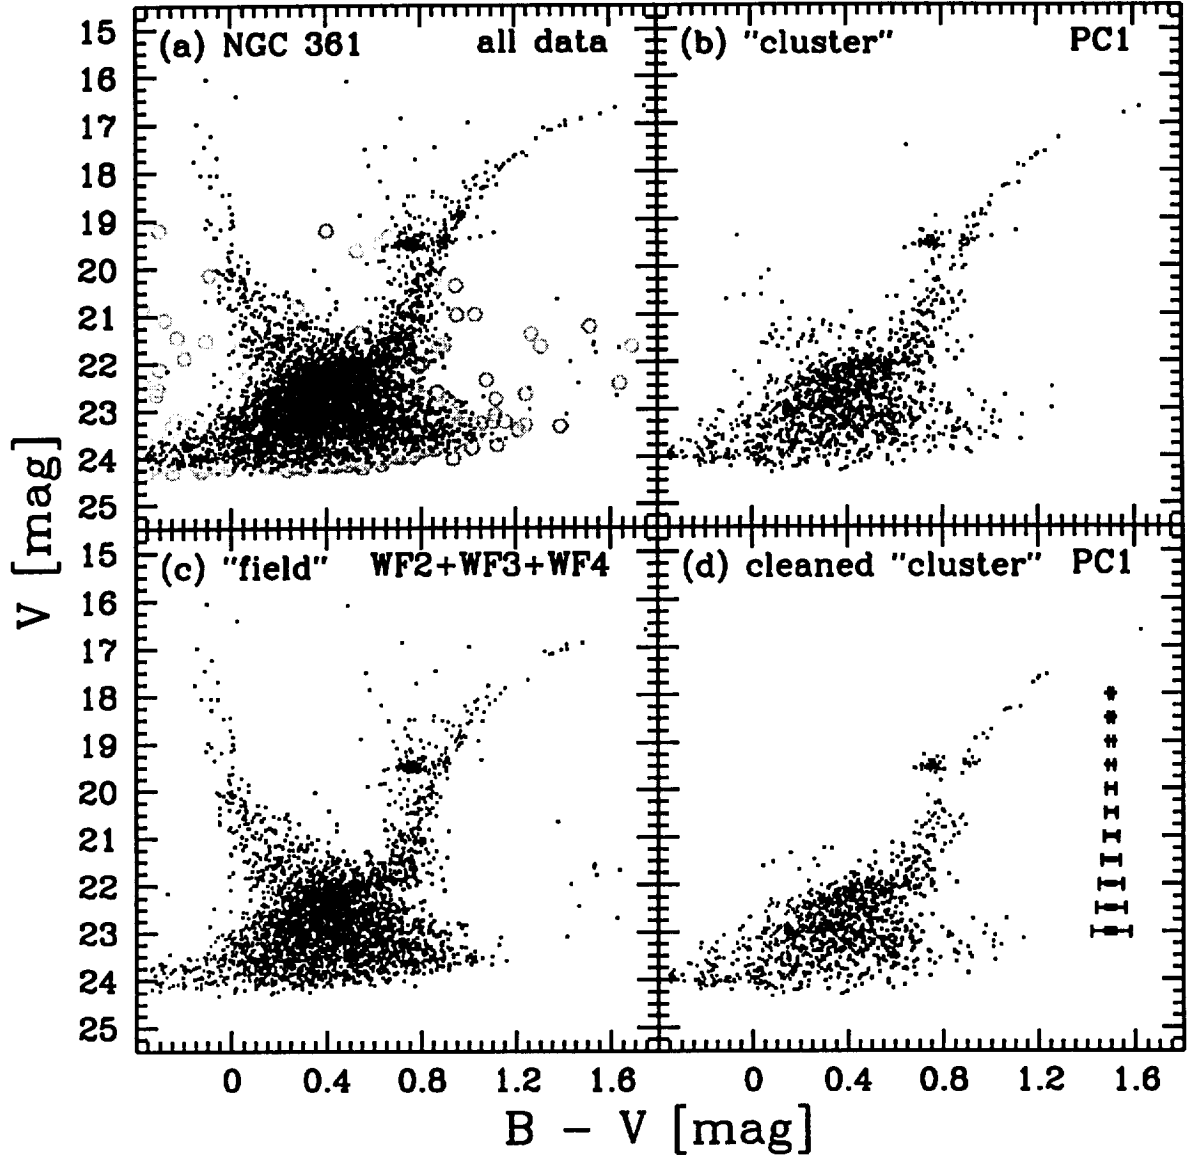 (a) NGC 361 all data
(b) "cluster" PC1
15
16
17
18
19
20
21
22
23
24
25
(c) "field" WF2+WF3+WF4
(d) cleaned "cluster" PC1
15
16
17
18
19
20
21
22
23
24
25
V [mag]
0 0.4 0.8 1.2 1.6
0 0.4 0.8 1.2 1.6
B - V [mag]